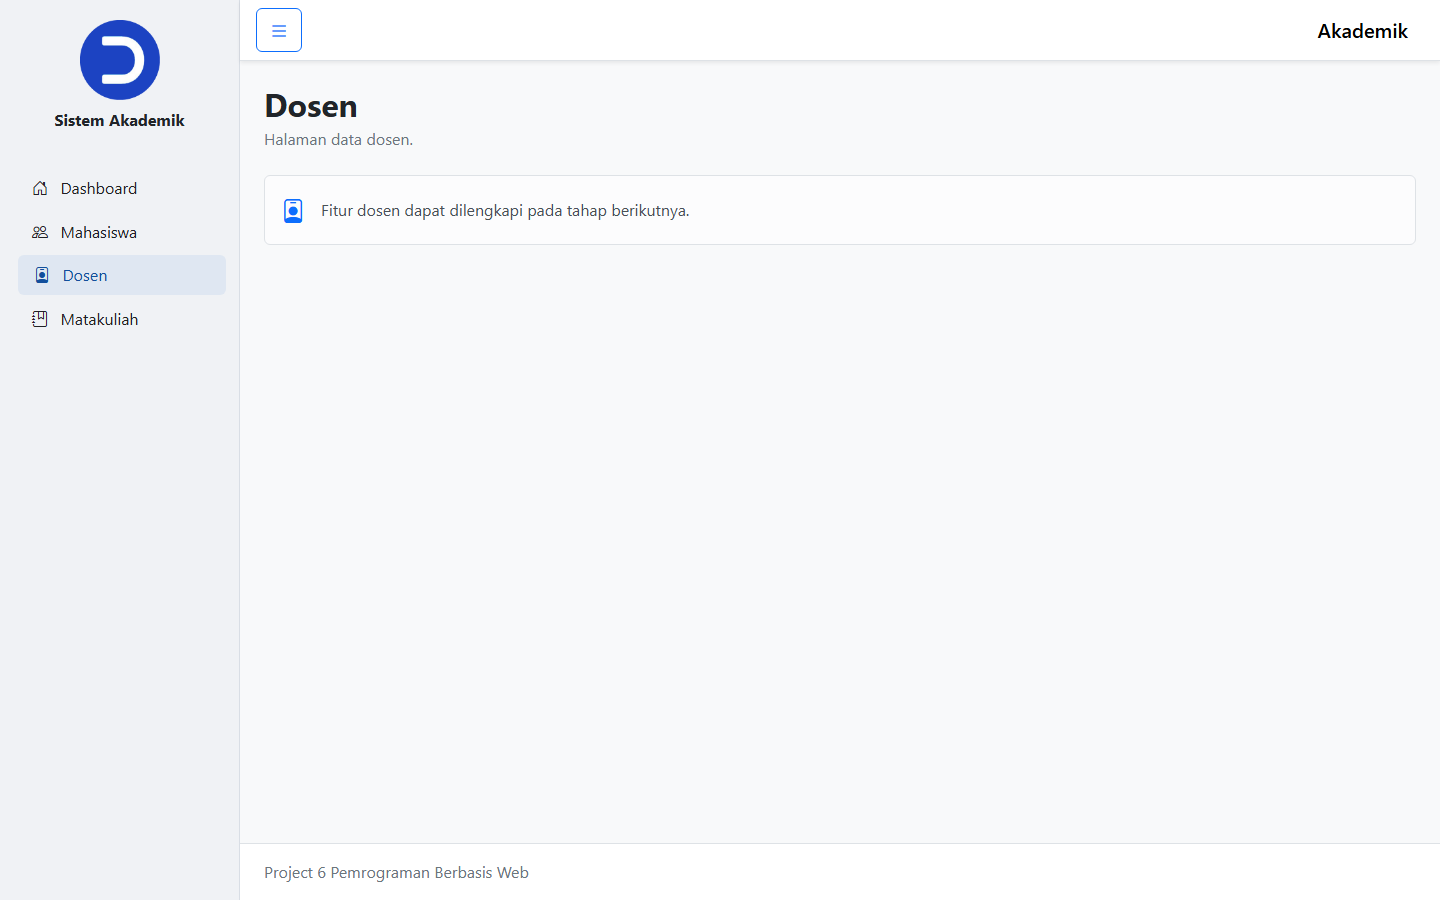 Sistem Akademik
Dashboard
Mahasiswa
Dosen
Matakuliah
Akademik
Dosen
Halaman data dosen.
Fitur dosen dapat dilengkapi pada tahap berikutnya.
Project 6 Pemrograman Berbasis Web